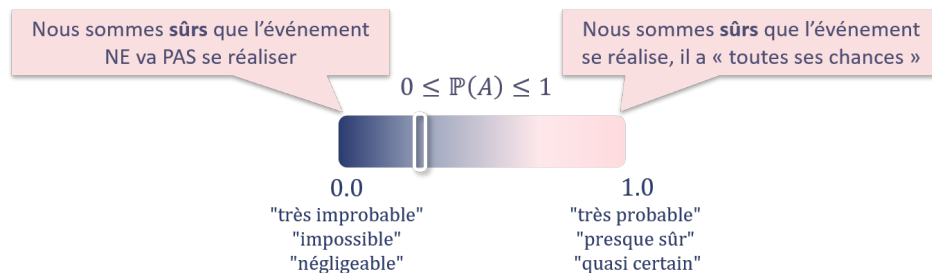 Nous sommes sûrs que l’événement
NE va PAS se réaliser
Nous sommes sûrs que l’événement
se réalise, il a « toutes ses chances »
0 ≤ ℙ(A) ≤ 1
0.0
"très improbable"
"impossible"
"négligeable"
1.0
"très probable"
"presque sûr"
"quasi certain"